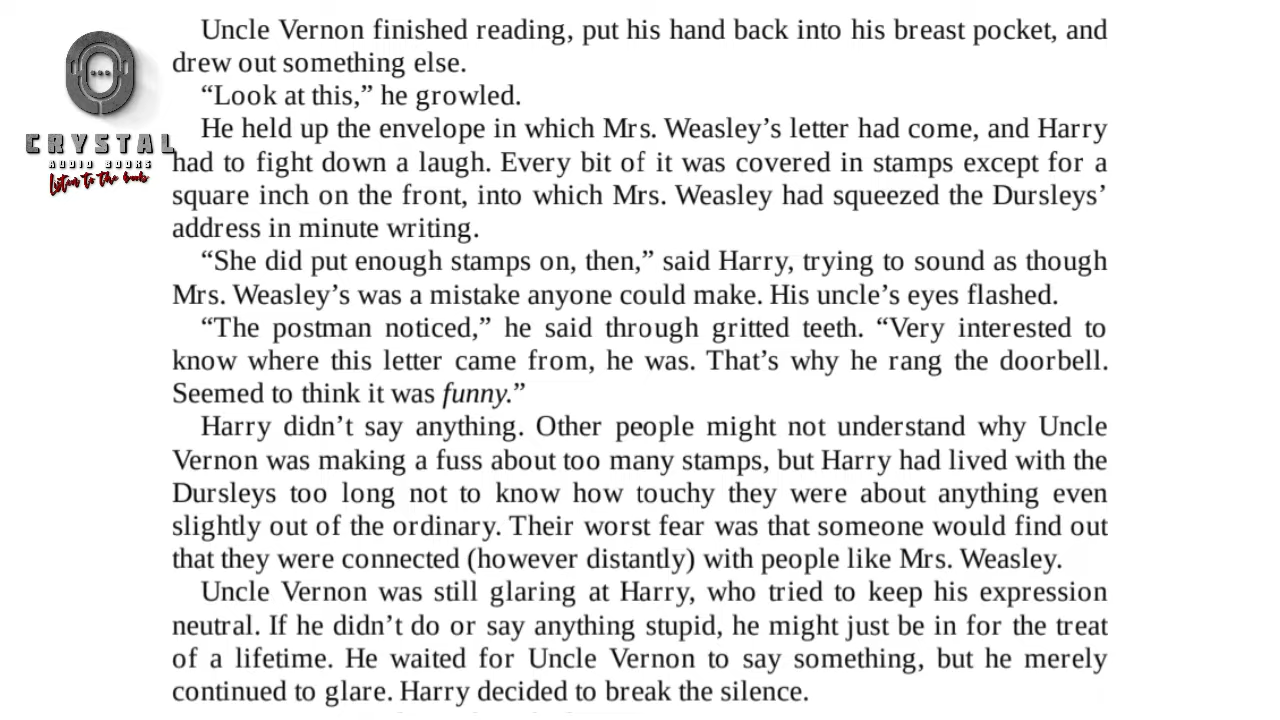 Uncle Vernon finished reading, put his hand back into his breast pocket, and
drew out something else.
“Look at this,” he growled.
He held up the envelope in which Mrs. Weasley’s letter had come, and Harry
had to fight down a laugh. Every bit of it was covered in stamps except for a
square inch on the front, into which Mrs. Weasley had squeezed the Dursleys’
address in minute writing.
“She did put enough stamps on, then,” said Harry, trying to sound as though
Mrs. Weasley’s was a mistake anyone could make. His uncle’s eyes flashed.
“The postman noticed,” he said through gritted teeth. “Very interested to
know where this letter came from, he was. That’s why he rang the doorbell.
Seemed to think it was funny.”
Harry didn’t say anything. Other people might not understand why Uncle
Vernon was making a fuss about too many stamps, but Harry had lived with the
Dursleys too long not to know how touchy they were about anything even
slightly out of the ordinary. Their worst fear was that someone would find out
that they were connected (however distantly) with people like Mrs. Weasley.
Uncle Vernon was still glaring at Harry, who tried to keep his expression
neutral. If he didn’t do or say anything stupid, he might just be in for the treat
of a lifetime. He waited for Uncle Vernon to say something, but he merely
continued to glare. Harry decided to break the silence.
CRYSTAL
AUDIO BOOKS
Listen to the book